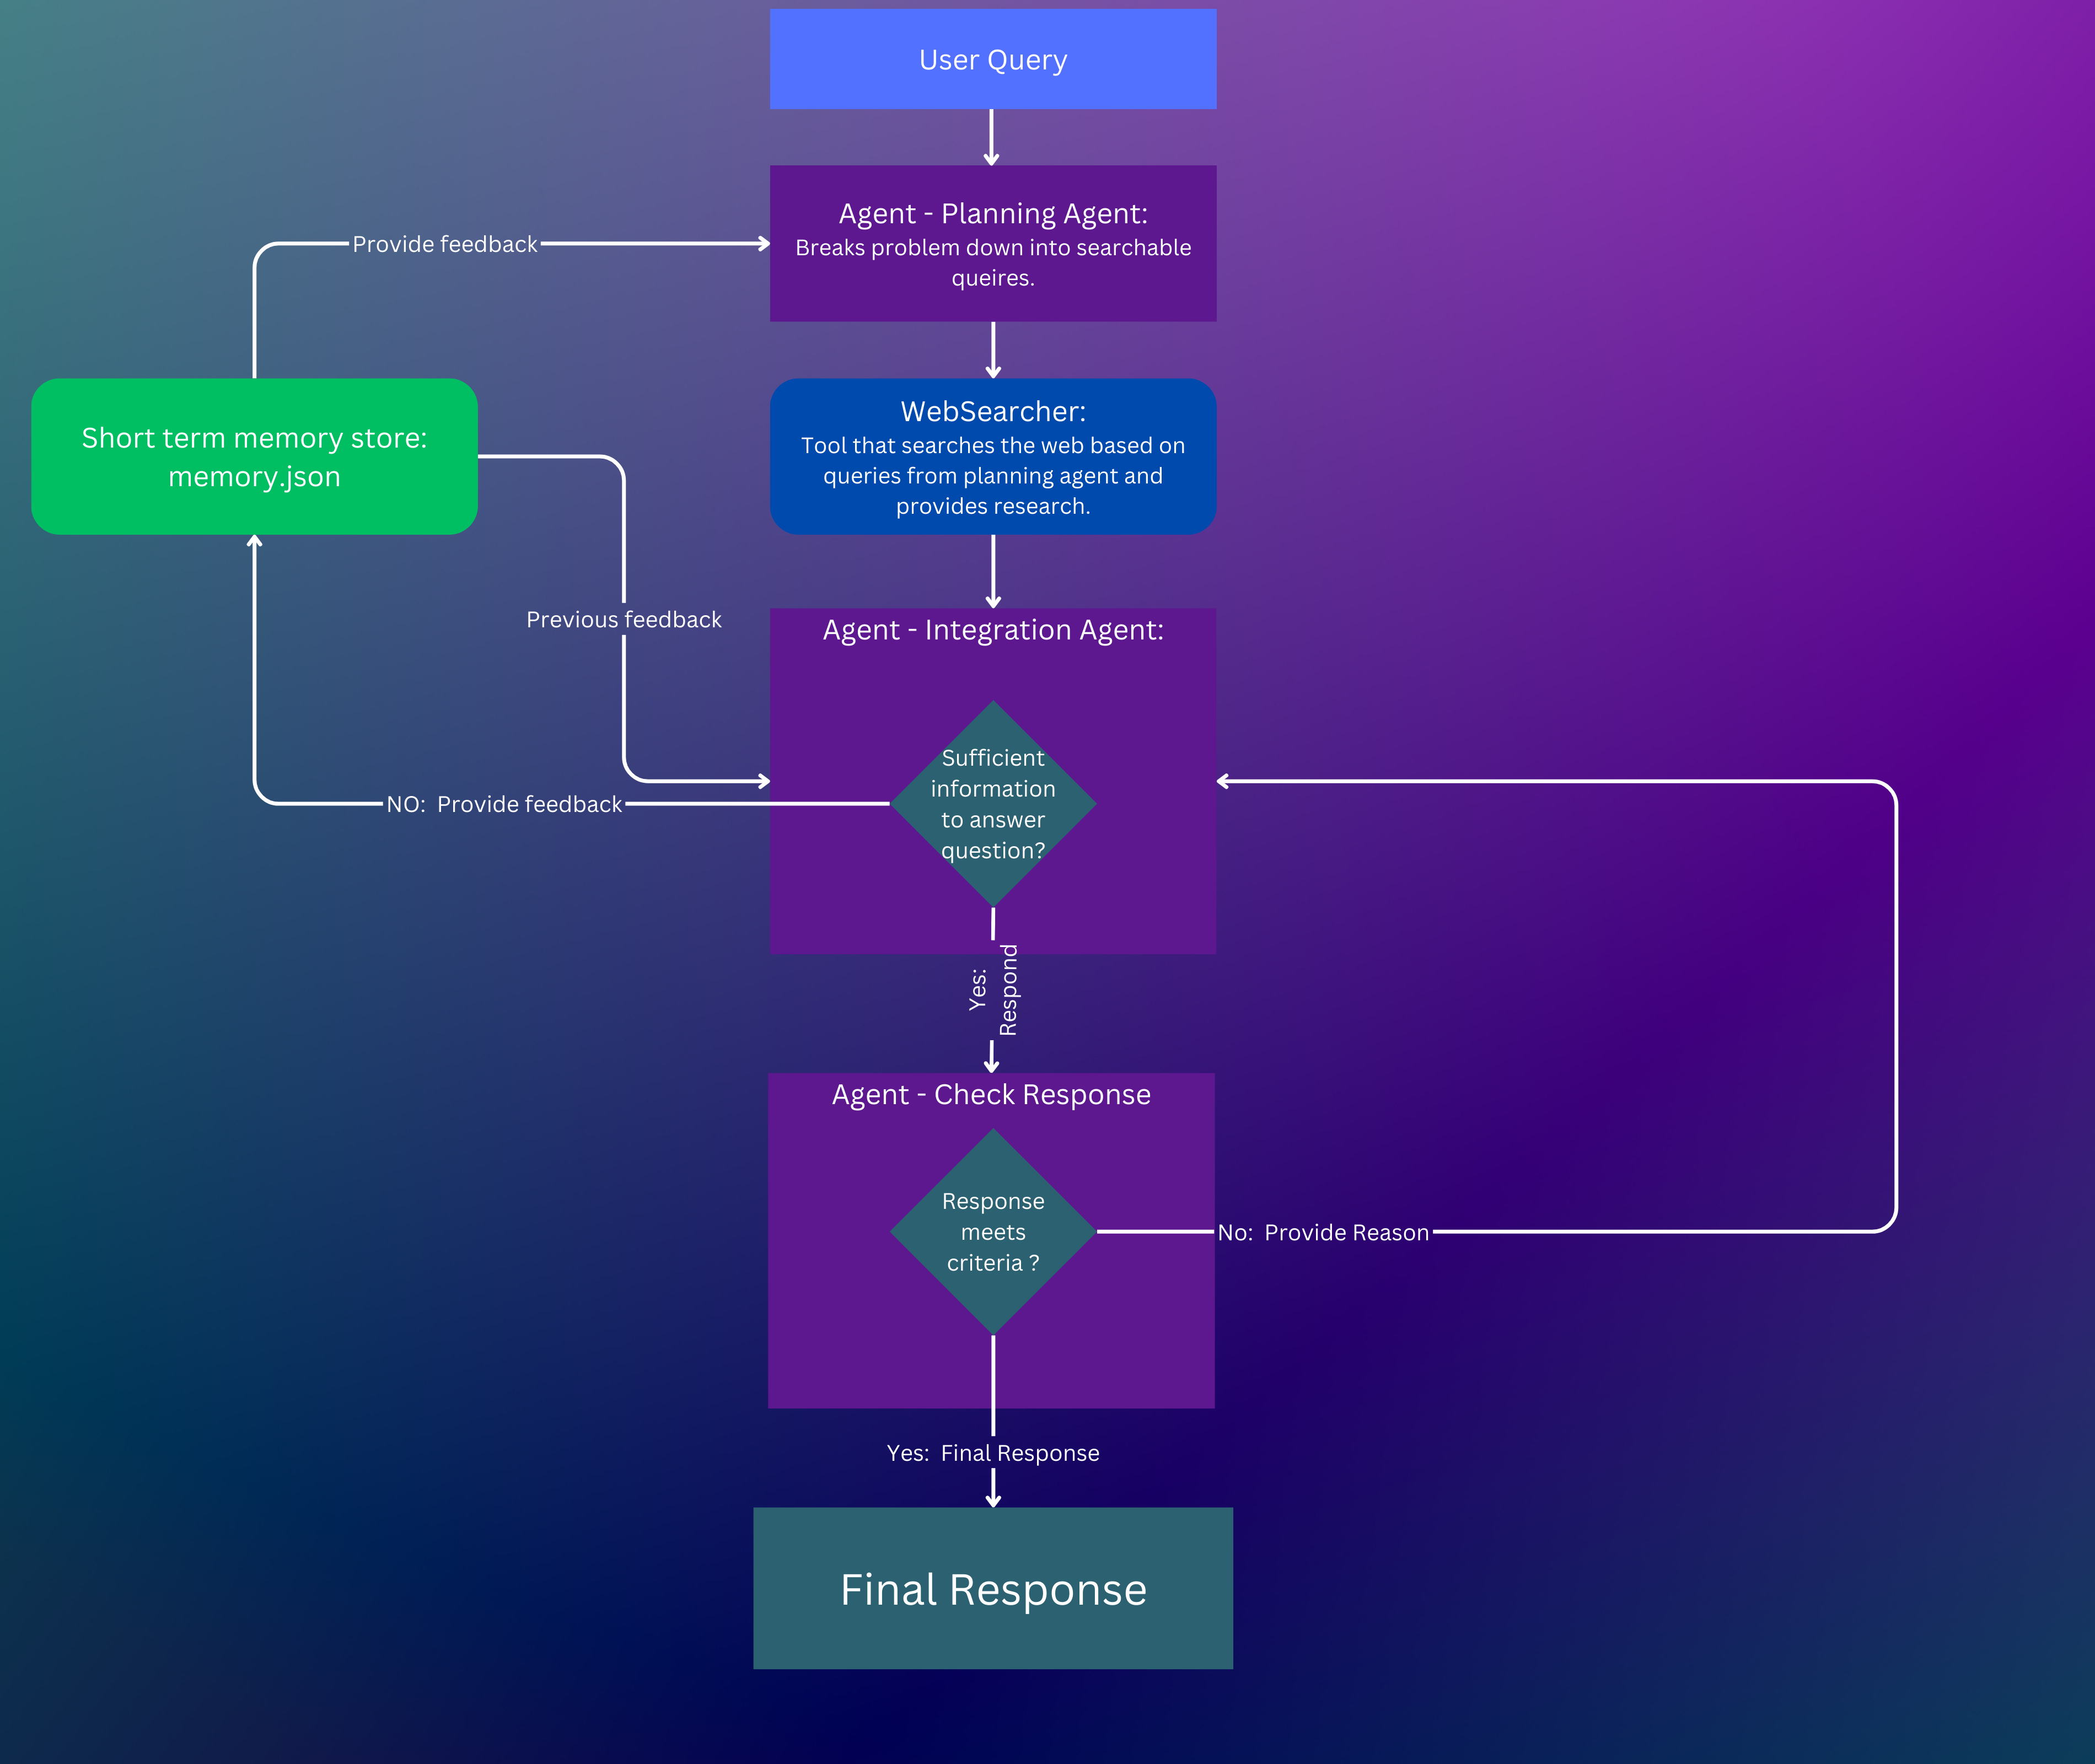 User Query
Agent - Planning Agent:
Breaks problem down into searchable
queires.
Provide feedback
Short term memory store:
memory.json
WebSearcher:
Tool that searches the web based on
queries from planning agent and
provides research.
Previous feedback
Agent - Integration Agent:
Sufficient
information
to answer
question?
NO:  Provide feedback
Yes:
Respond
Agent - Check Response
Response
meets
criteria ?
No:  Provide Reason
Yes:  Final Response
Final Response